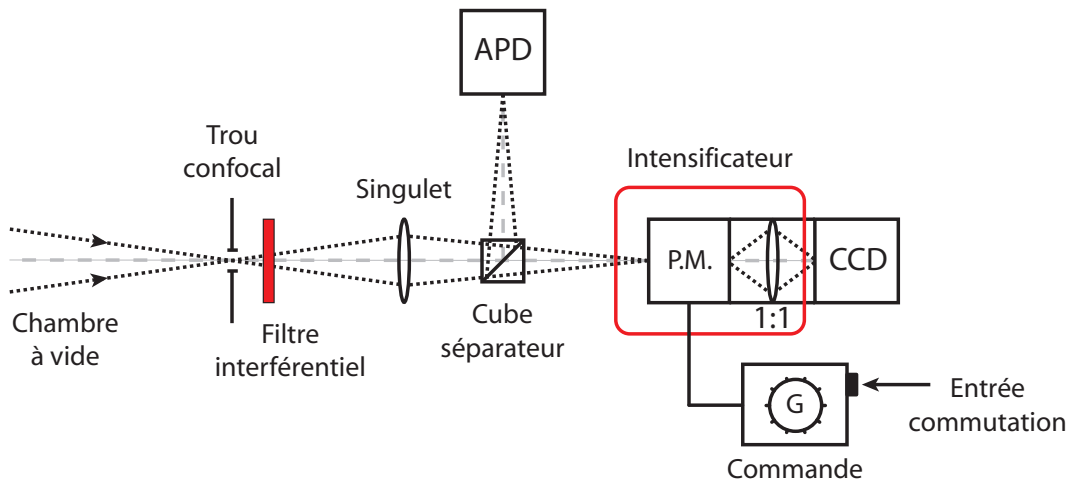 APD
Trou
confocal
Intensificateur
Singulet
P.M.
CCD
1:1
Chambre
à vide
Filtre
interférentiel
Cube
séparateur
G
Entrée
commutation
Commande